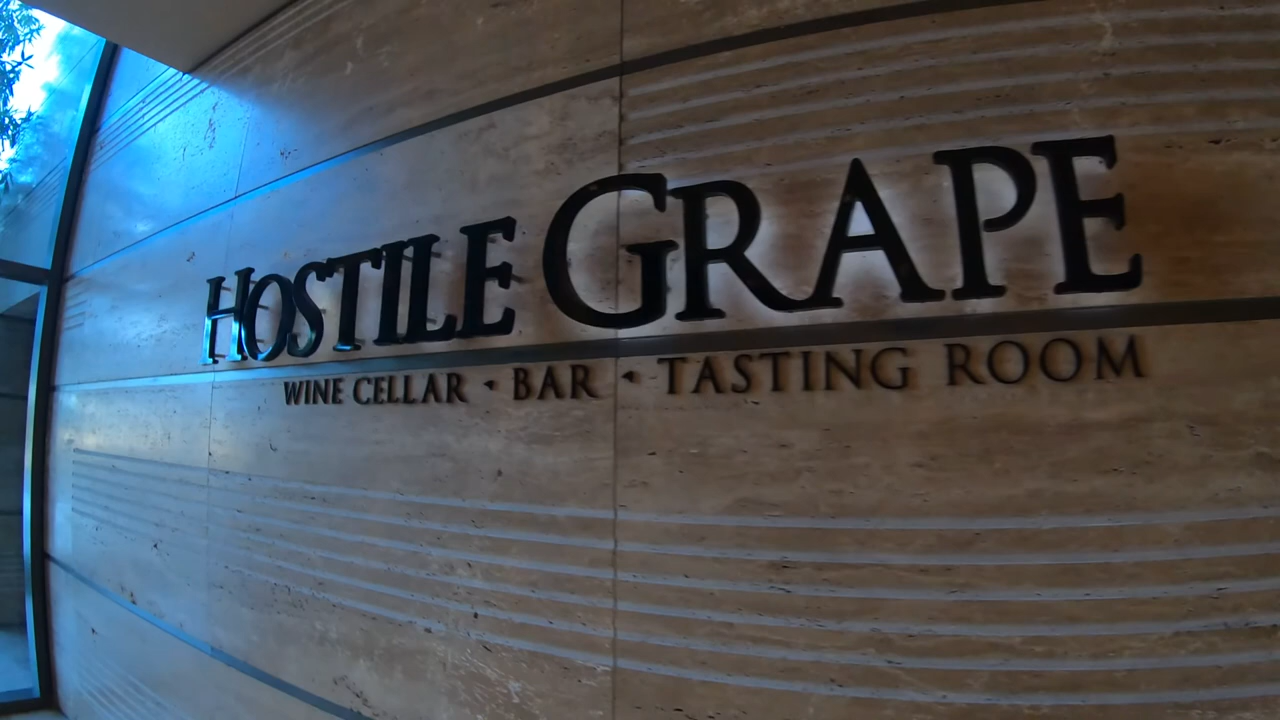 HOSTILE GRAPE
WINE CELLAR • BAR • TASTING ROOM